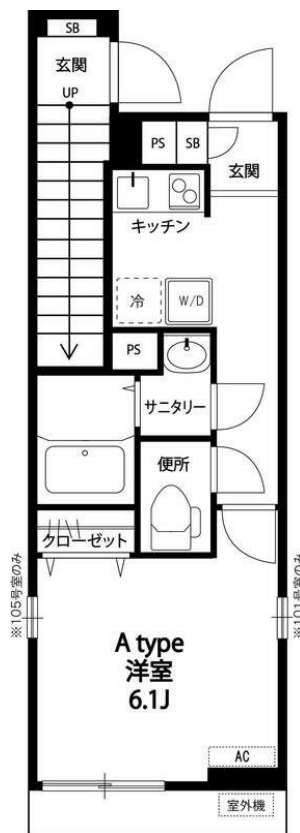 SB
玄関
UP
PS
SB
玄関
キッチン
冷
W/D
PS
サニタリー
便所
クローゼット
※105号室のみ
※101号室のみ
A type
洋室
6.1J
AC
室外機